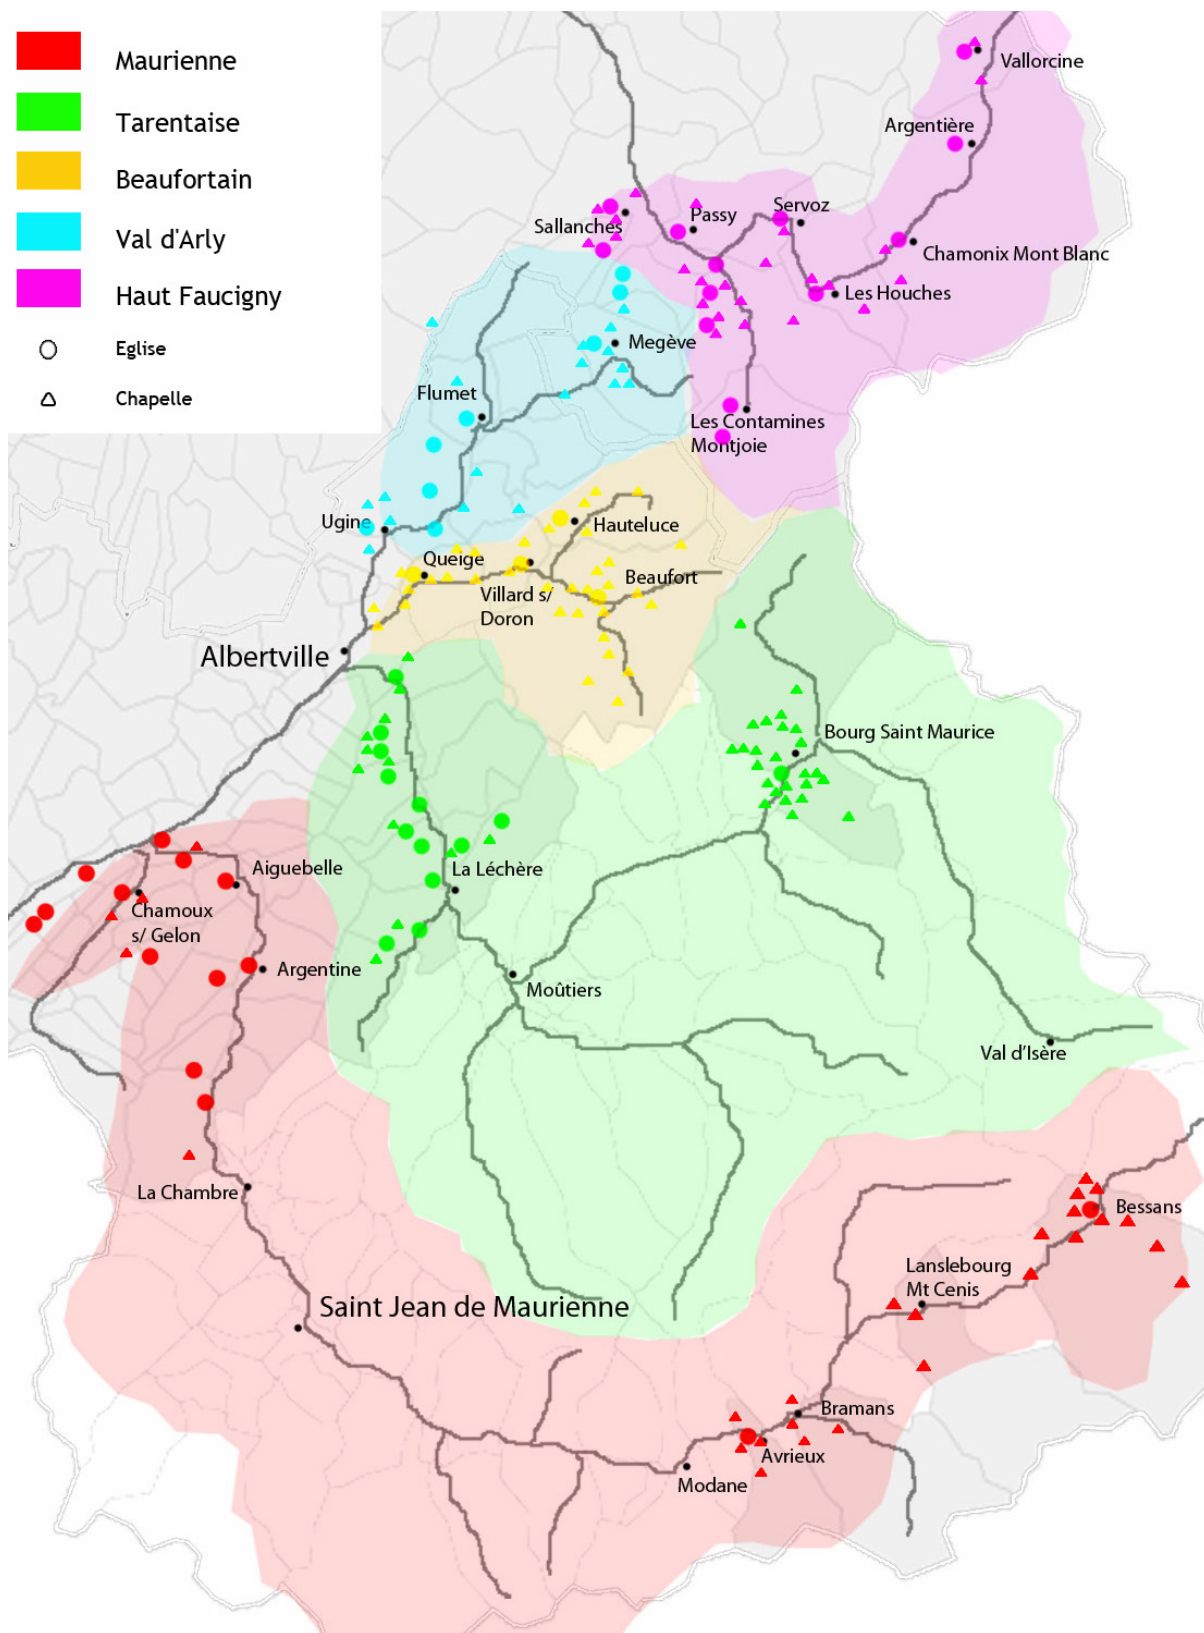 Maurienne
Tarentaise
Beaufortain
Val d'Arly
Haut Faucigny
Eglise
Chapelle
Vallorcine
Argentière
Servoz
Passy
Sallanches
Chamonix Mont Blanc
Les Houches
Megève
Flumet
Les Contamines
Montjoie
Ugine
Hauteluce
Queige
Beaufort
Villard s/
Doron
Albertville
Bourg Saint Maurice
Aiguebelle
La Léchère
Chamoux
s/ Gelon
Argentine
Moûtiers
Val d'Isère
La Chambre
Bessans
Lanslebourg
Mt Cenis
Saint Jean de Maurienne
Bramans
Avrieux
Modane